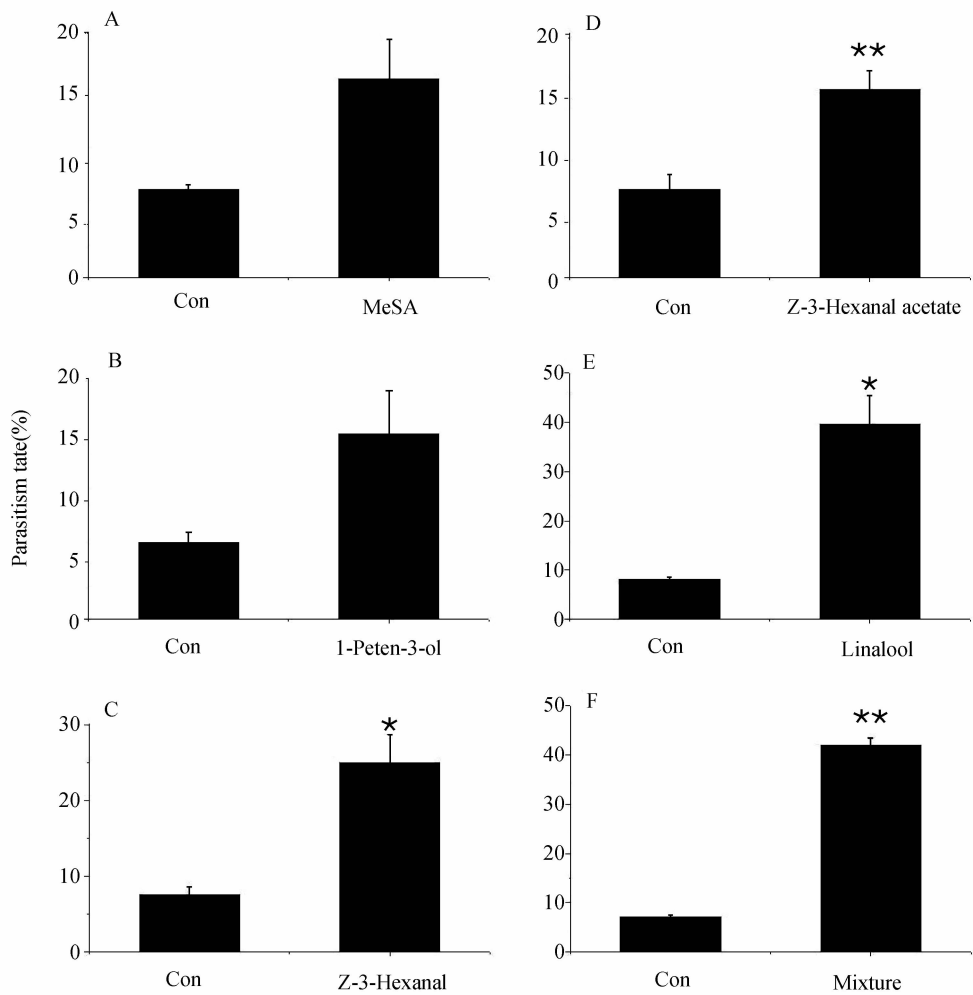 A
20
15
10
5
0
Con
MeSA
D
20
15
10
5
0
**
Con
Z-3-Hexanal acetate
Parasitism tate(%)
B
20
15
10
5
0
Con
1-Peten-3-ol
E
50
40
30
20
10
0
*
Con
Linalool
C
30
20
10
0
*
Con
Z-3-Hexanal
F
50
40
30
20
10
0
**
Con
Mixture